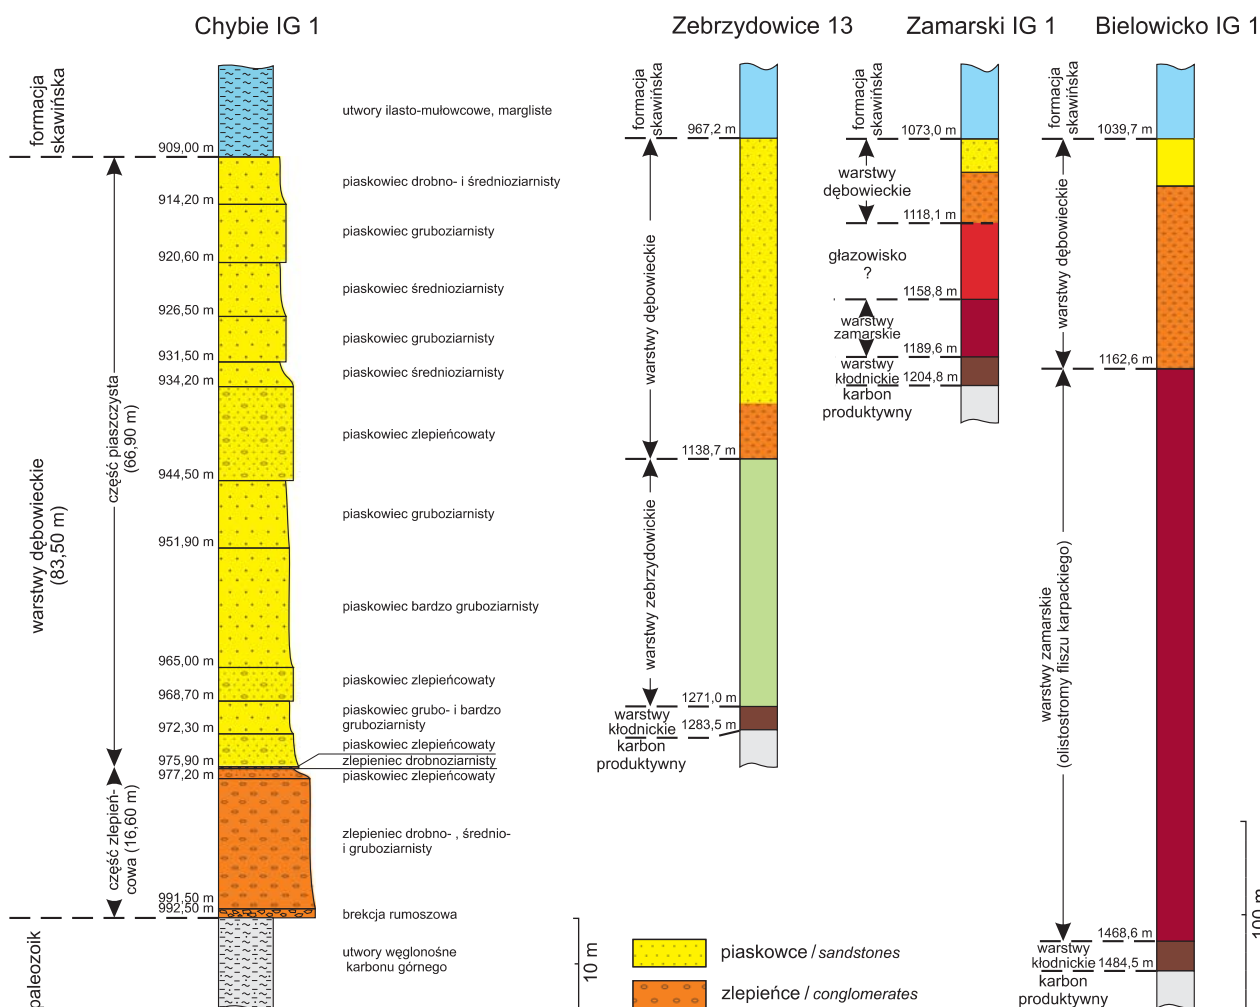 Chybie IG 1
Zebrzydowice 13
Zamarski IG 1
Bielowicko IG 1
formacja
skawińska
909,00 m
914,20 m
920,60 m
926,50 m
931,50 m
934,20 m
944,50 m
951,90 m
965,00 m
968,70 m
972,30 m
975,90 m
977,20 m
991,50 m
992,50 m
warstwy dębowieckie
(83,50 m)
część piaszczysta
(66,90 m)
część zlepień-
cowa (16,60 m)
paleozoik
utwory ilasto-mułowcowe, margliste
piaskowiec drobno- i średnioziarnisty
piaskowiec gruboziarnisty
piaskowiec średnioziarnisty
piaskowiec gruboziarnisty
piaskowiec średnioziarnisty
piaskowiec zlepieńcowaty
piaskowiec gruboziarnisty
piaskowiec bardzo gruboziarnisty
piaskowiec zlepieńcowaty
piaskowiec grubo- i bardzo
gruboziarnisty
piaskowiec zlepieńcowaty
zlepieniec drobnoziarnisty
piaskowiec zlepieńcowaty
zlepieniec drobno- , średnio-
i gruboziarnisty
brekcja rumoszowa
utwory węglonośne
karbonu górnego
10 m
formacja
skawińska
967,2 m
warstwy dębowieckie
1138,7 m
warstwy zebrzydowickie
1271,0 m
warstwy
kłodnickie
1283,5 m
karbon
produktywny
formacja
skawińska
1073,0 m
warstwy
dębowieckie
1118,1 m
głazowisko
?
1158,8 m
warstwy
zamarskie
1189,6 m
warstwy
kłodnickie
1204,8 m
karbon
produktywny
formacja
skawińska
1039,7 m
warstwy dębowieckie
1162,6 m
warstwy zamarskie
(olistostromy fliszu karpackiego)
1468,6 m
warstwy
kłodnickie
1484,5 m
karbon
produktywny
100 m
piaskowce / sandstones
zlepieńce / conglomerates